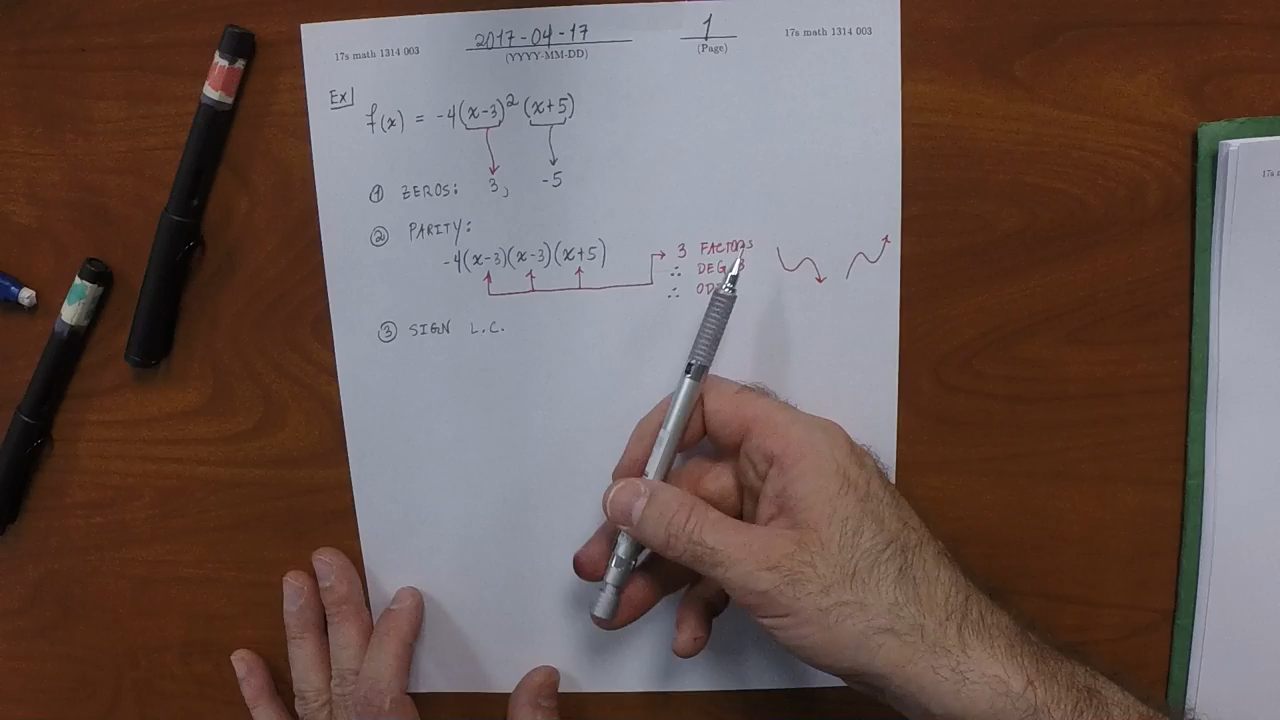 17s math 1314 003 2017-04-17 1 17s math 1314 003
(YYYY-MM-DD) (Page)
Ex
f(x) = -4(x-3)² (x+5)
① ZEROS: 3, -5
② PARITY:
-4(x-3)(x-3)(x+5)
3 FACTORS
∴ DEG
∴
③ SIGN L.C.